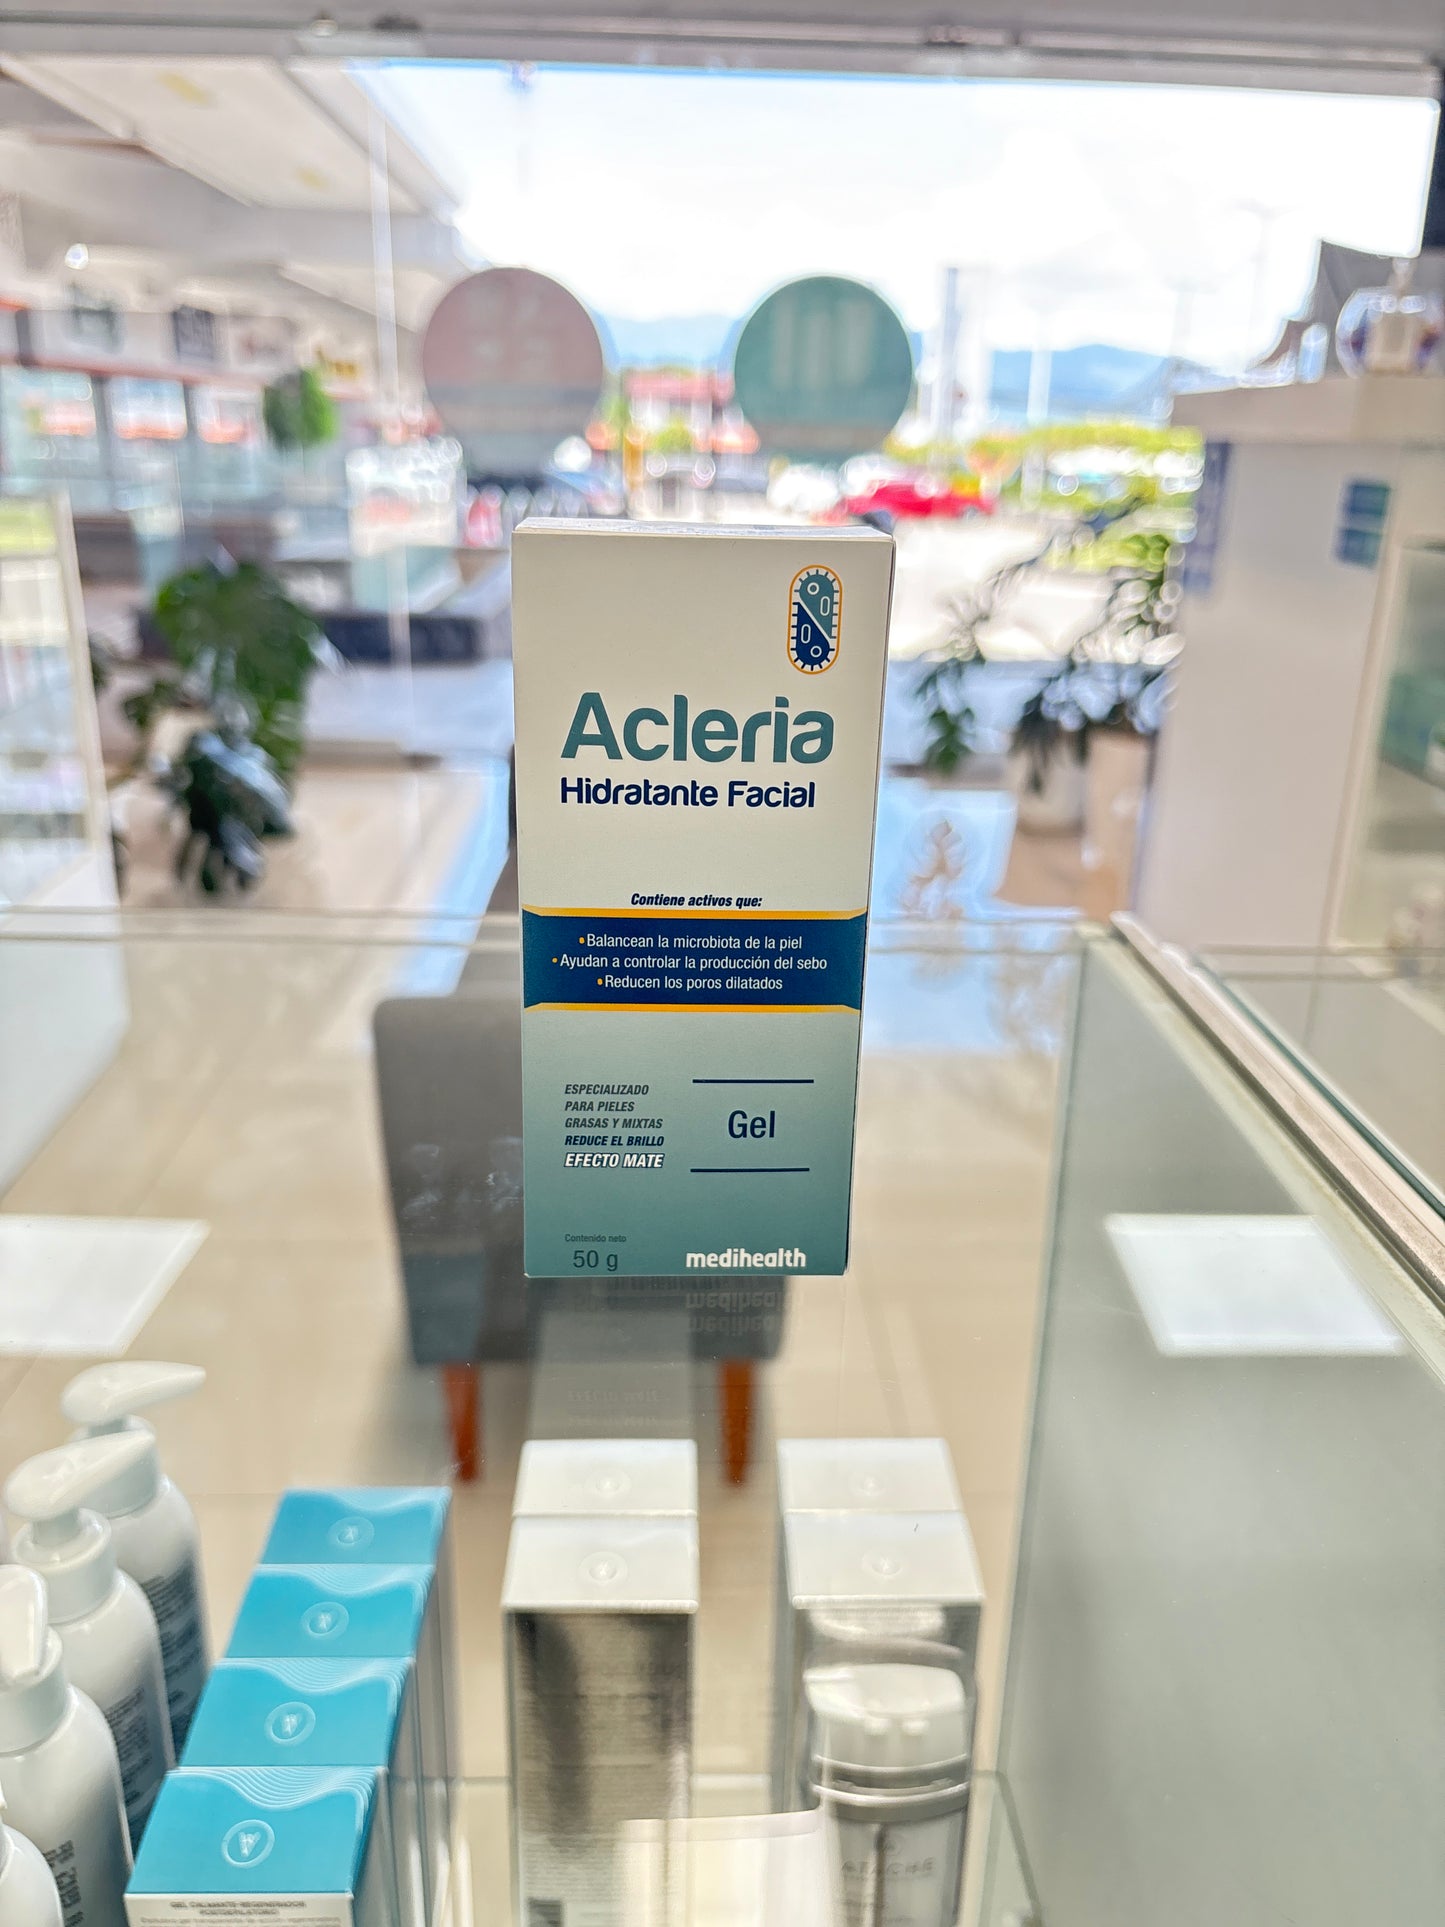 Acleria
Hidratante Facial
Contiene activos que:
•Balancean la microbiota de la piel
•Ayudan a controlar la producción del sebo
•Reducen los poros dilatados
ESPECIALIZADO
PARA PIELES
GRASAS Y MIXTAS
REDUCE EL BRILLO
EFECTO MATE
Gel
Contenido neto
50 g
medihealth